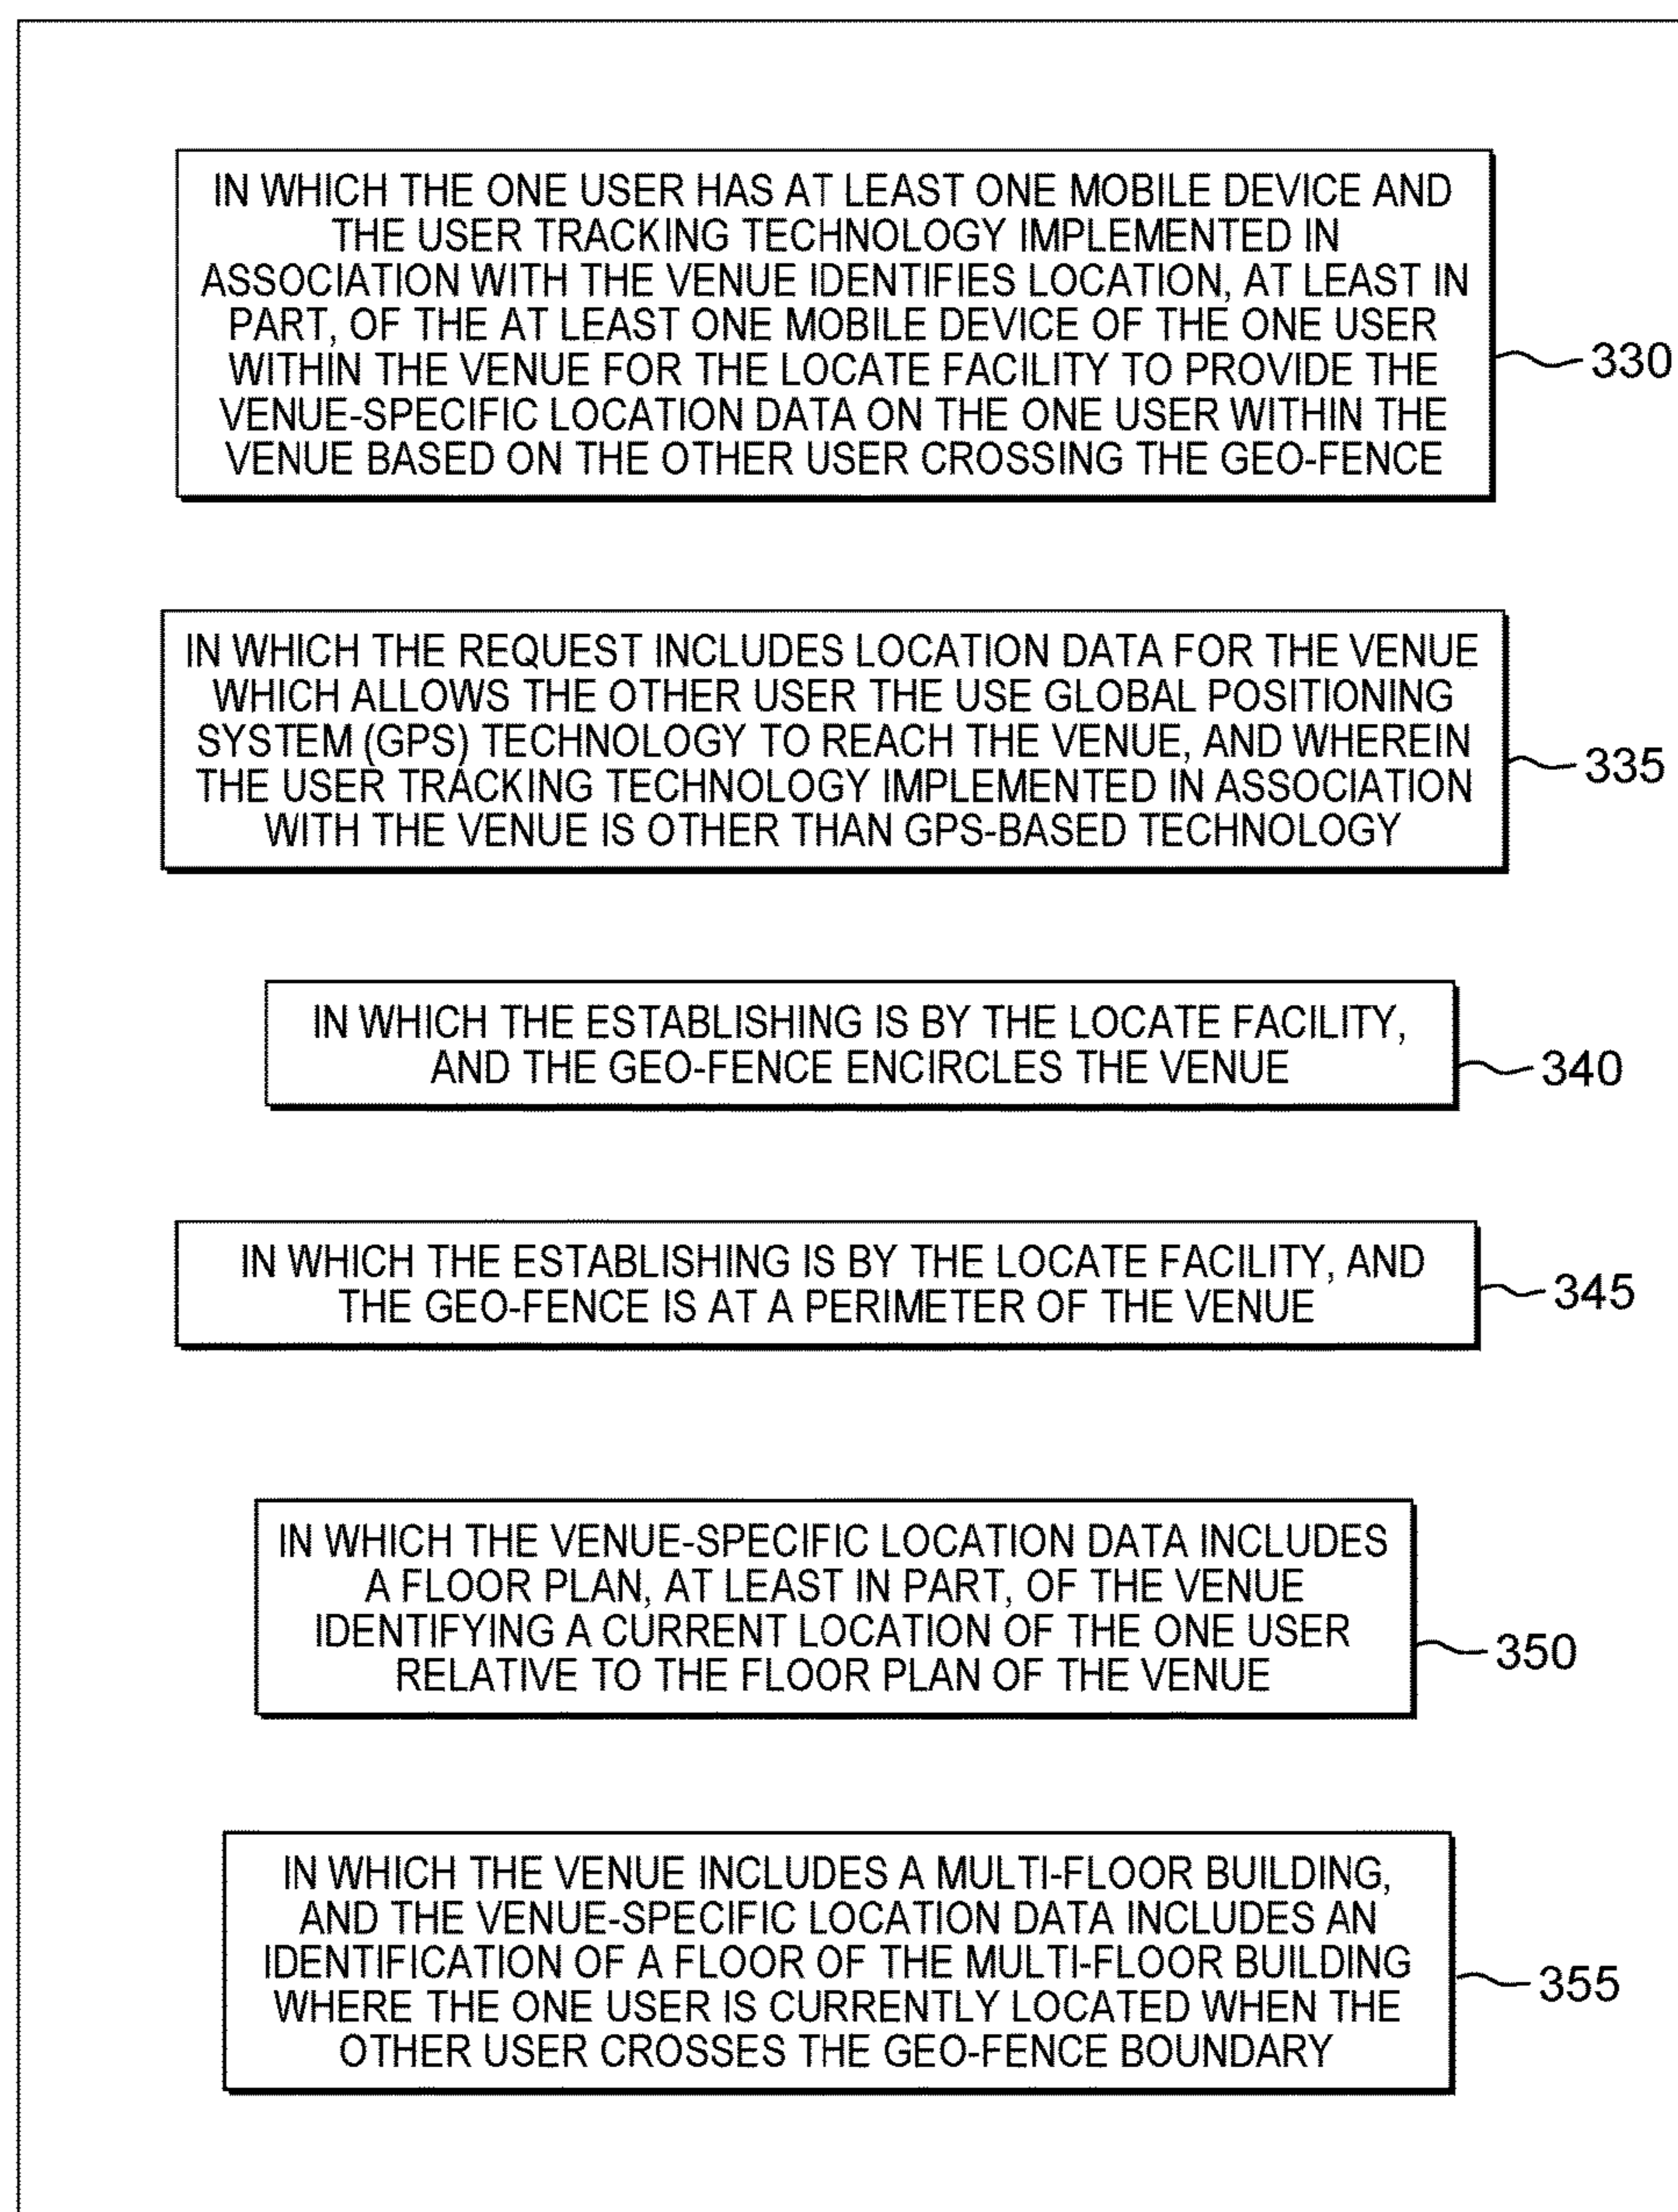 IN WHICH THE ONE USER HAS AT LEAST ONE MOBILE DEVICE AND
THE USER TRACKING TECHNOLOGY IMPLEMENTED IN
ASSOCIATION WITH THE VENUE IDENTIFIES LOCATION, AT LEAST IN
PART, OF THE AT LEAST ONE MOBILE DEVICE OF THE ONE USER
WITHIN THE VENUE FOR THE LOCATE FACILITY TO PROVIDE THE
VENUE-SPECIFIC LOCATION DATA ON THE ONE USER WITHIN THE
VENUE BASED ON THE OTHER USER CROSSING THE GEO-FENCE
330
IN WHICH THE REQUEST INCLUDES LOCATION DATA FOR THE VENUE
WHICH ALLOWS THE OTHER USER THE USE GLOBAL POSITIONING
SYSTEM (GPS) TECHNOLOGY TO REACH THE VENUE, AND WHEREIN
THE USER TRACKING TECHNOLOGY IMPLEMENTED IN ASSOCIATION
WITH THE VENUE IS OTHER THAN GPS-BASED TECHNOLOGY
335
IN WHICH THE ESTABLISHING IS BY THE LOCATE FACILITY,
AND THE GEO-FENCE ENCIRCLES THE VENUE
340
IN WHICH THE ESTABLISHING IS BY THE LOCATE FACILITY, AND
THE GEO-FENCE IS AT A PERIMETER OF THE VENUE
345
IN WHICH THE VENUE-SPECIFIC LOCATION DATA INCLUDES
A FLOOR PLAN, AT LEAST IN PART, OF THE VENUE
IDENTIFYING A CURRENT LOCATION OF THE ONE USER
RELATIVE TO THE FLOOR PLAN OF THE VENUE
350
IN WHICH THE VENUE INCLUDES A MULTI-FLOOR BUILDING,
AND THE VENUE-SPECIFIC LOCATION DATA INCLUDES AN
IDENTIFICATION OF A FLOOR OF THE MULTI-FLOOR BUILDING
WHERE THE ONE USER IS CURRENTLY LOCATED WHEN THE
OTHER USER CROSSES THE GEO-FENCE BOUNDARY
355